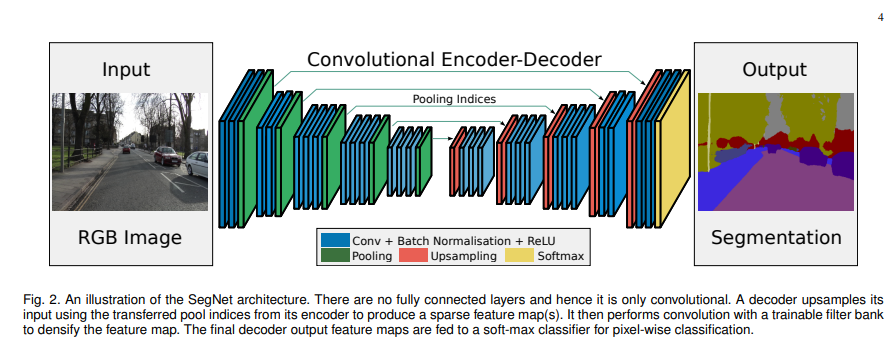 4
Convolutional Encoder-Decoder
Input
Output
Pooling Indices
RGB Image
Segmentation
Conv + Batch Normalisation + ReLU
Pooling Upsampling Softmax
Fig. 2. An illustration of the SegNet architecture. There are no fully connected layers and hence it is only convolutional. A decoder upsamples its
input using the transferred pool indices from its encoder to produce a sparse feature map(s). It then performs convolution with a trainable filter bank
to densify the feature map. The final decoder output feature maps are fed to a soft-max classifier for pixel-wise classification.